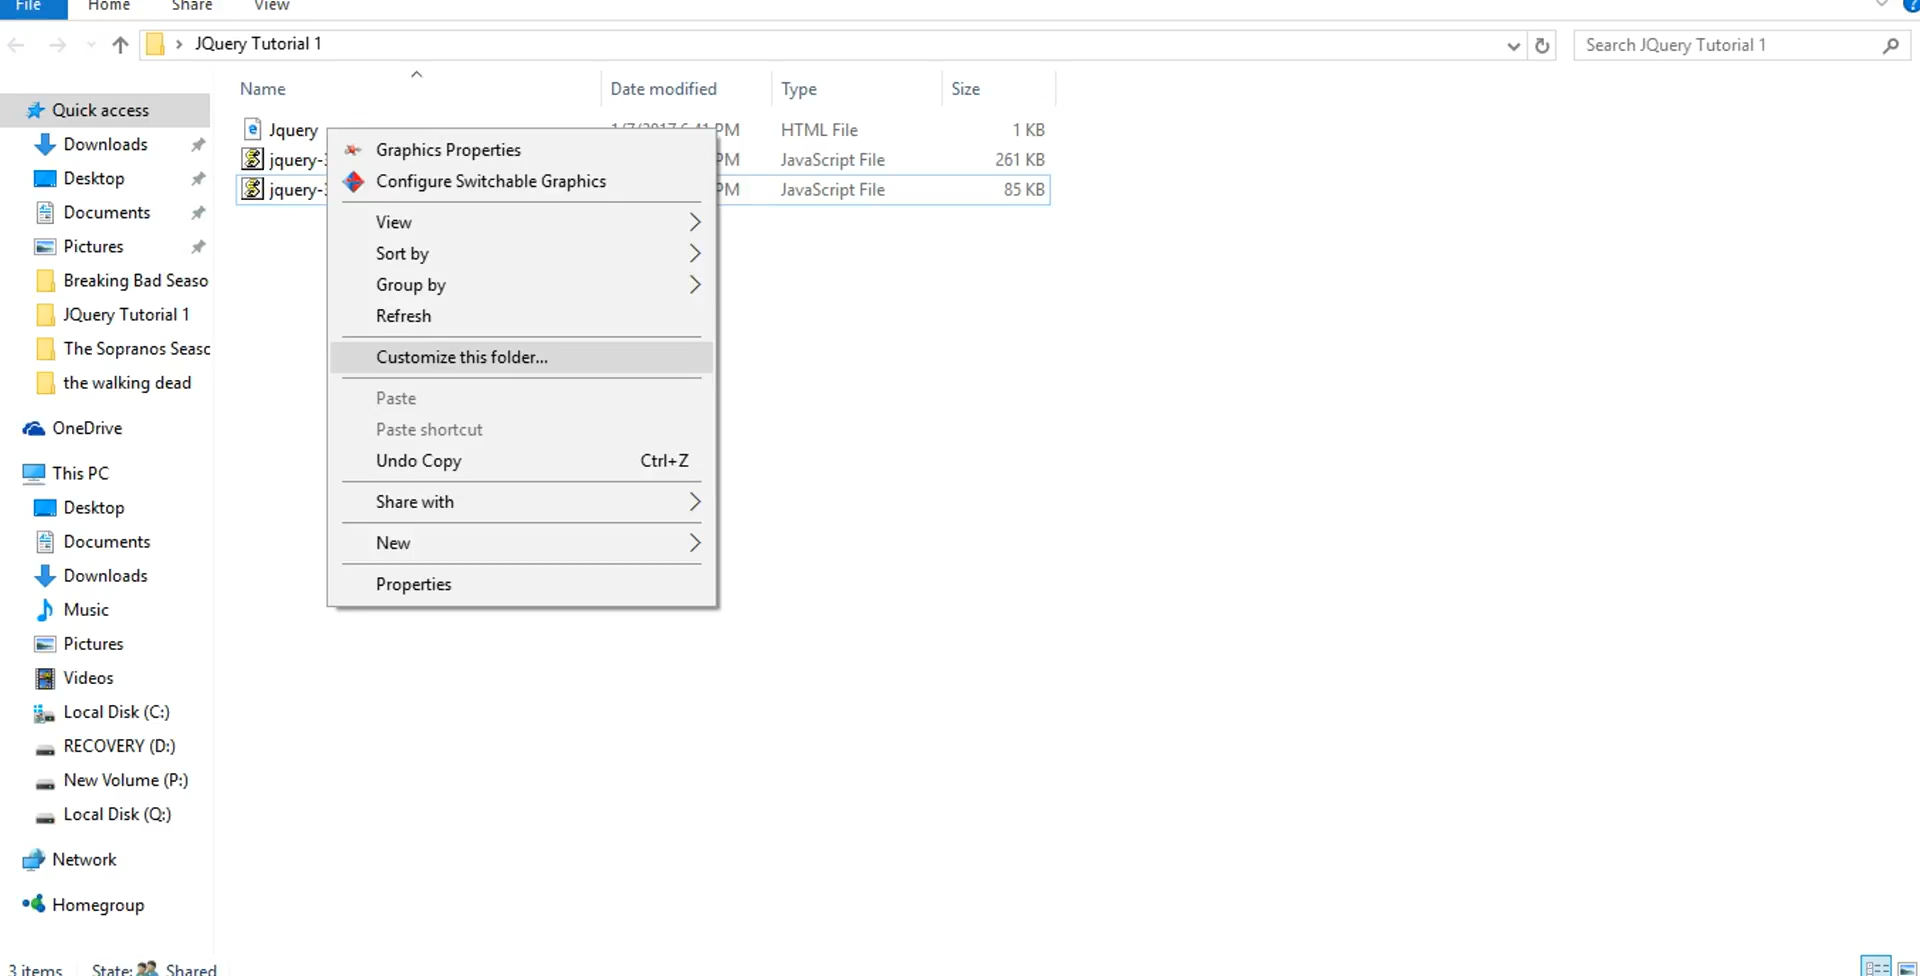 File Home Share View
JQuery Tutorial 1
Search JQuery Tutorial 1
Name Date modified Type Size
Quick access
Downloads
Desktop
Documents
Pictures
Breaking Bad Seaso
JQuery Tutorial 1
The Sopranos Seasc
the walking dead
OneDrive
This PC
Desktop
Documents
Downloads
Music
Pictures
Videos
Local Disk (C:)
RECOVERY (D:)
New Volume (P:)
Local Disk (Q:)
Network
Homegroup
Jquery PM HTML File 1 KB
jquery-3 PM JavaScript File 261 KB
jquery-3 PM JavaScript File 85 KB
Graphics Properties
Configure Switchable Graphics
View
Sort by
Group by
Refresh
Customize this folder...
Paste
Paste shortcut
Undo Copy Ctrl+Z
Share with
New
Properties
3 items State: Shared